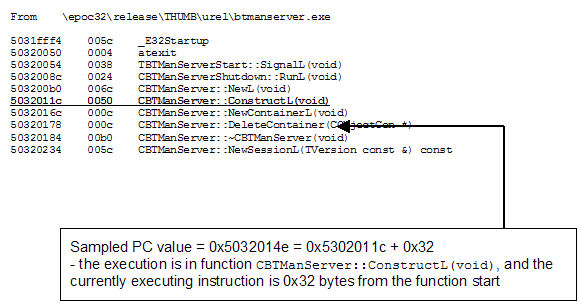 From \epoc32\release\THUMB\urel\btmanserver.exe
5031fff4 005c _E32Startup
50320050 0004 atexit
50320054 0038 TBTManServerStart::SignalL(void)
5032008c 0024 CBTManServerShutdown::RunL(void)
503200b0 006c CBTManServer::NewL(void)
5032011c 0050 CBTManServer::ConstructL(void)
5032016c 000c CBTManServer::NewContainerL(void)
50320178 000c CBTManServer::DeleteContainer(CObjectCon *)
50320184 00b0 CBTManServer::~CBTManServer(void)
50320234 005c CBTManServer::NewSessionL(TVersion const &) const
Sampled PC value = 0x5032014e = 0x5302011c + 0x32
- the execution is in function CBTManServer::ConstructL(void), and the
currently executing instruction is 0x32 bytes from the function start